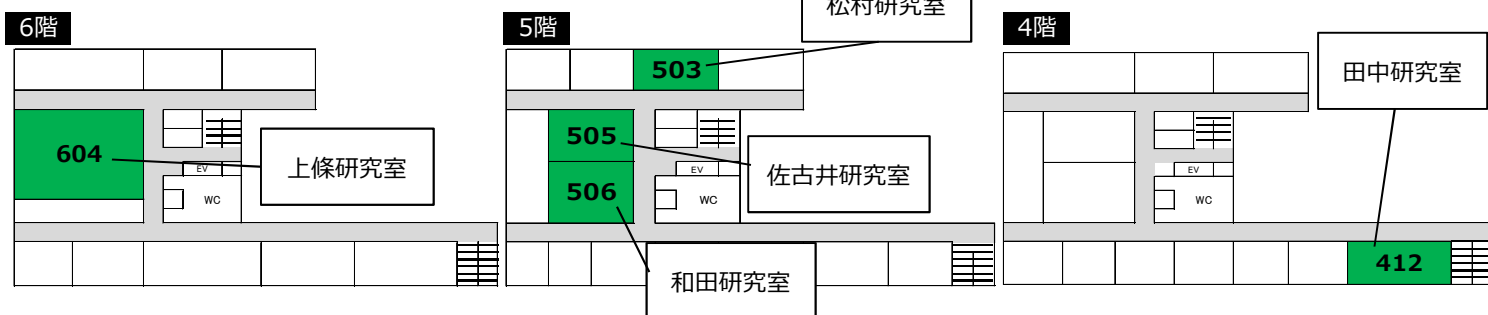 6階
604
EV
WC
上條研究室
5階
松村研究室
503
505
506
EV
WC
佐古井研究室
和田研究室
4階
田中研究室
EV
WC
412